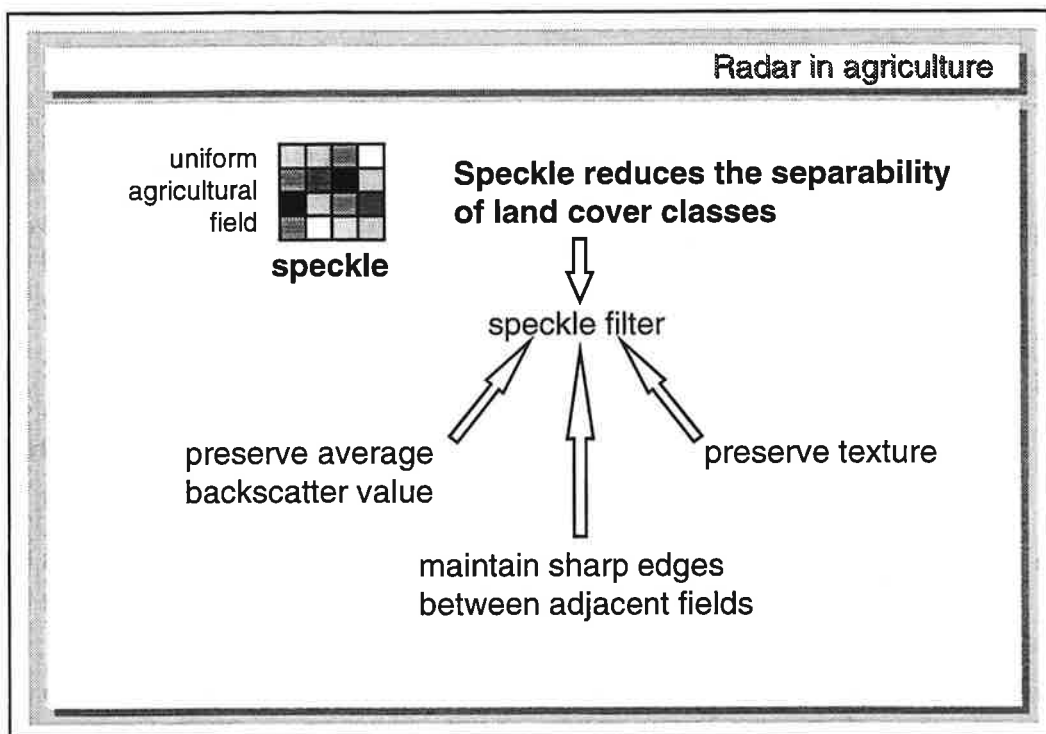 Radar in agriculture
uniform
agricultural
field
speckle
Speckle reduces the separability
of land cover classes
speckle filter
preserve average
backscatter value
preserve texture
maintain sharp edges
between adjacent fields